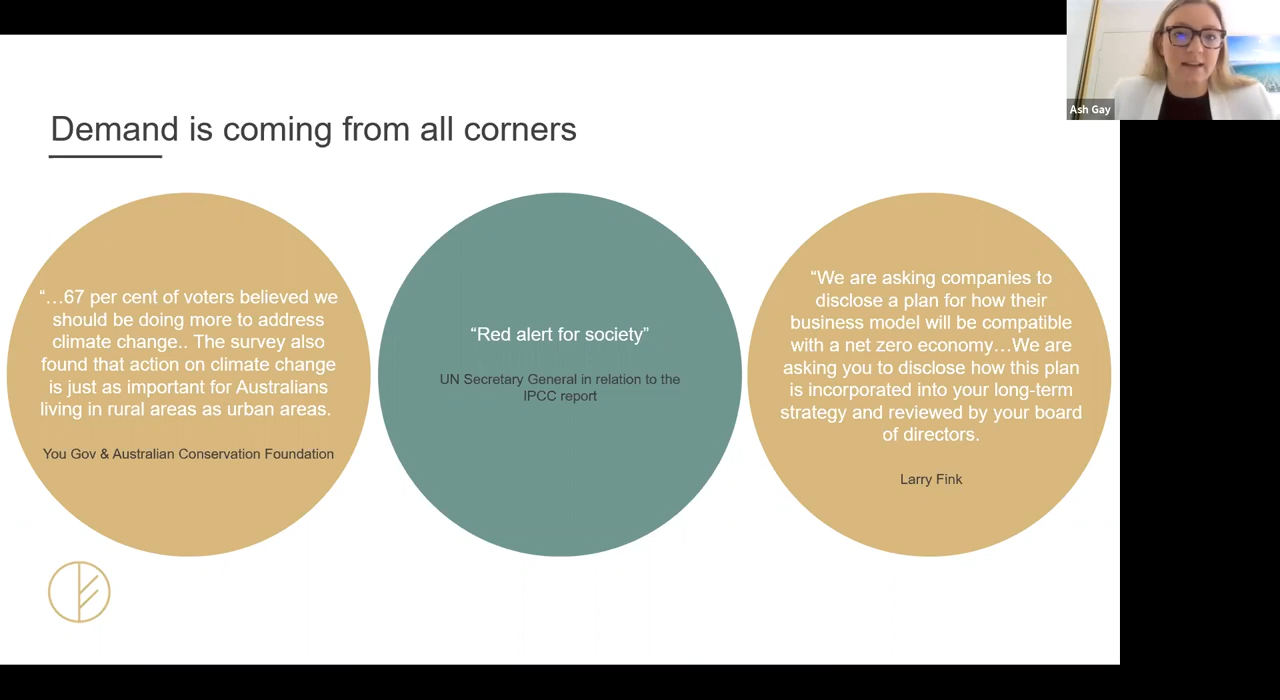 Ash Gay
Demand is coming from all corners
“…67 per cent of voters believed we
should be doing more to address
climate change.. The survey also
found that action on climate change
is just as important for Australians
living in rural areas as urban areas.
You Gov & Australian Conservation Foundation
“Red alert for society”
UN Secretary General in relation to the
IPCC report
“We are asking companies to
disclose a plan for how their
business model will be compatible
with a net zero economy…We are
asking you to disclose how this plan
is incorporated into your long-term
strategy and reviewed by your board
of directors.
Larry Fink